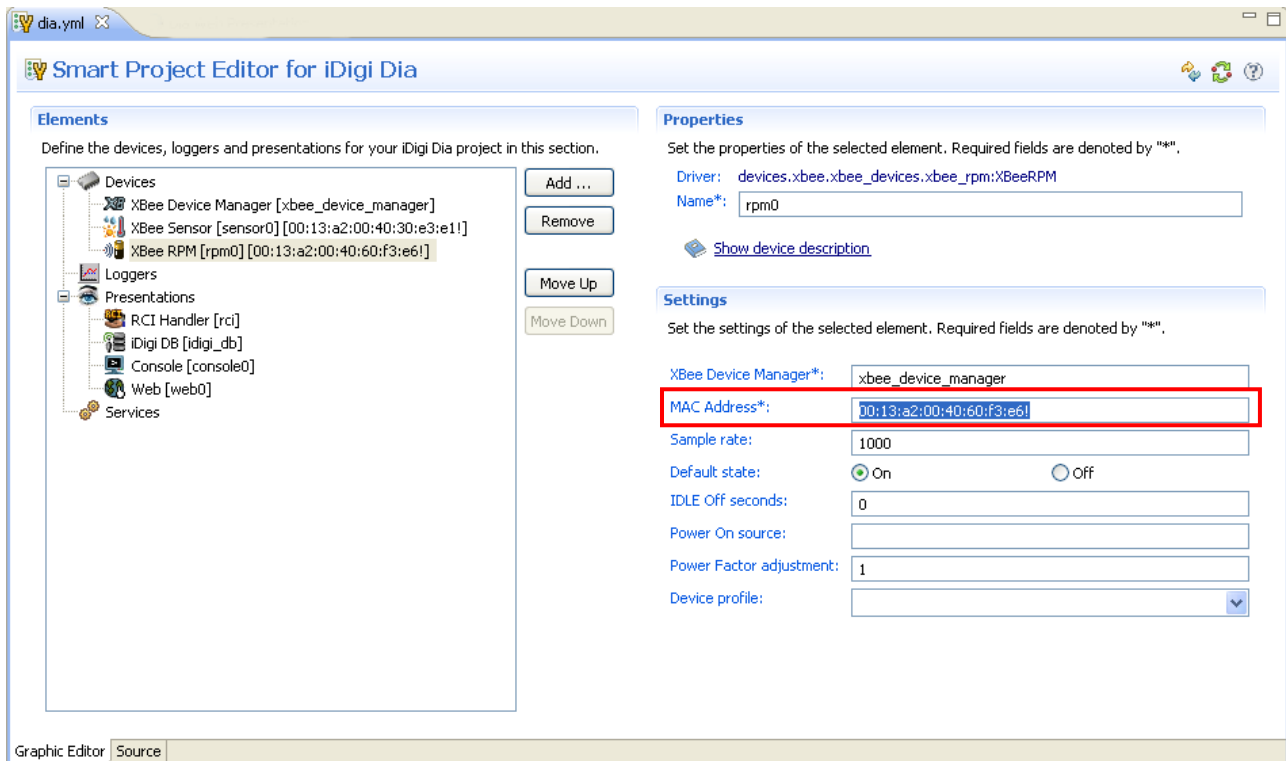 dia.yml
Smart Project Editor for iDigi Dia
Elements
Define the devices, loggers and presentations for your iDigi Dia project in this section.
Devices
XBee Device Manager [xbee_device_manager]
XBee Sensor [sensor0] [00:13:a2:00:40:30:e3:e1!]
XBee RPM [rpm0] [00:13:a2:00:40:60:f3:e6!]
Loggers
Presentations
RCI Handler [rci]
iDigi DB [idigi_db]
Console [console0]
Web [web0]
Services
Add ...
Remove
Move Up
Move Down
Properties
Set the properties of the selected element. Required fields are denoted by "*".
Driver: devices.xbee.xbee_devices.xbee_rpm:XBeeRPM
Name*: rpm0
Show device description
Settings
Set the settings of the selected element. Required fields are denoted by "*".
XBee Device Manager*: xbee_device_manager
MAC Address*: 00:13:a2:00:40:60:f3:e6!
Sample rate: 1000
Default state: On Off
IDLE Off seconds: 0
Power On source:
Power Factor adjustment: 1
Device profile:
Graphic Editor Source